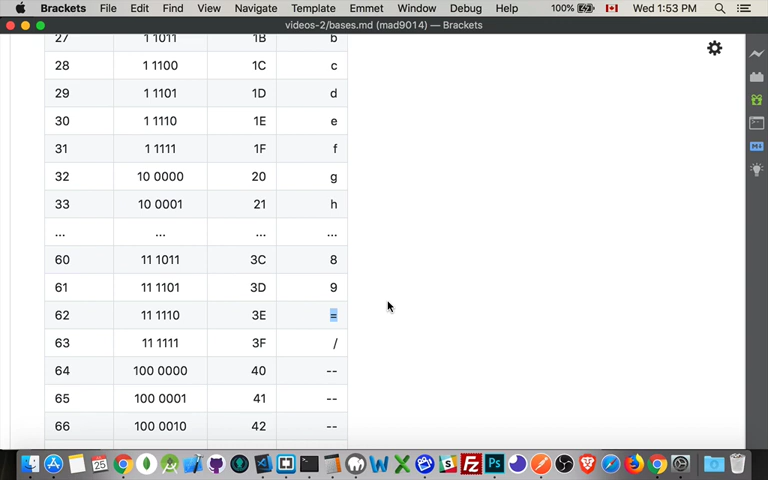 Brackets File Edit Find View Navigate Template Emmet Window Debug Help 100% Wed 1:53 PM
videos-2/bases.md (mad9014) — Brackets
27 1 1011 1B b
28 1 1100 1C c
29 1 1101 1D d
30 1 1110 1E e
31 1 1111 1F f
32 10 0000 20 g
33 10 0001 21 h
... ... ... ...
60 11 1011 3C 8
61 11 1101 3D 9
62 11 1110 3E =
63 11 1111 3F /
64 100 0000 40 --
65 100 0001 41 --
66 100 0010 42 --